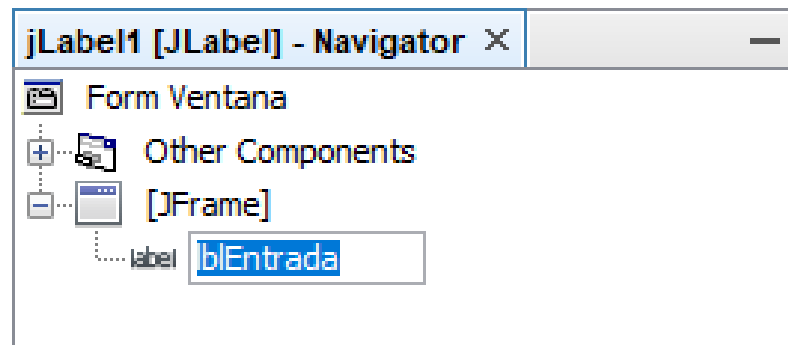 jLabel1 [JLabel] - Navigator
Form Ventana
Other Components
[JFrame]
label lblEntrada